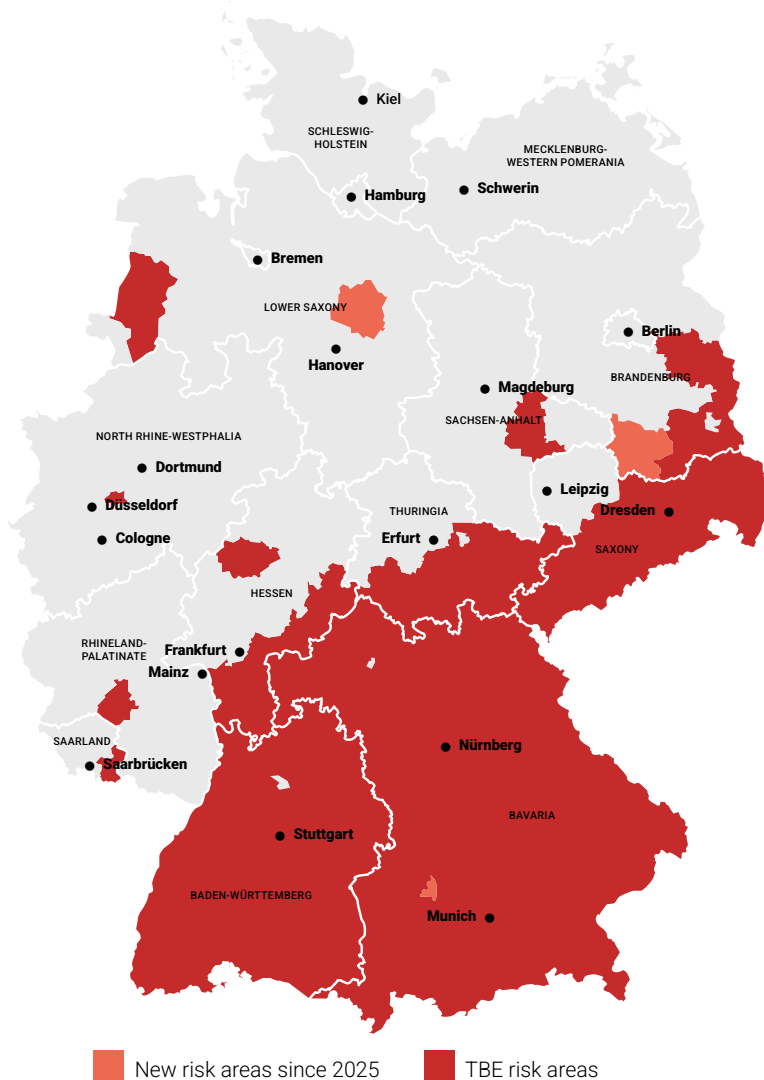 Kiel
SCHLESWIG-
HOLSTEIN
MECKLENBURG-
WESTERN POMERANIA
Schwerin
Hamburg
Bremen
LOWER SAXONY
Berlin
Hanover
BRANDENBURG
Magdeburg
SACHSEN-ANHALT
NORTH RHINE-WESTPHALIA
Dortmund
Leipzig
Düsseldorf
THURINGIA
Dresden
Cologne
Erfurt
SAXONY
HESSEN
RHINELAND-
PALATINATE
Frankfurt
Mainz
SAARLAND
Nürnberg
Saarbrücken
BAVARIA
Stuttgart
BADEN-WÜRTTEMBERG
Munich
New risk areas since 2025
TBE risk areas